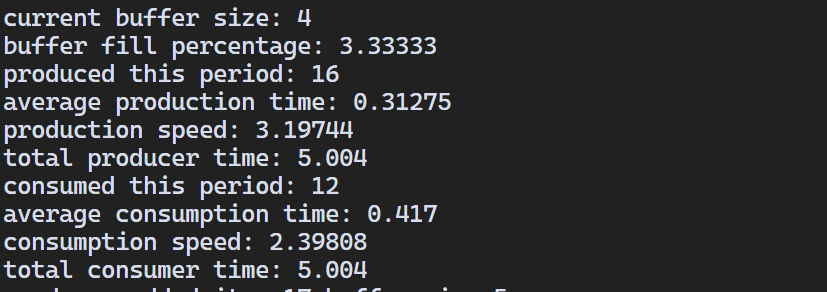 current buffer size: 4
buffer fill percentage: 3.33333
produced this period: 16
average production time: 0.31275
production speed: 3.19744
total producer time: 5.004
consumed this period: 12
average consumption time: 0.417
consumption speed: 2.39808
total consumer time: 5.004